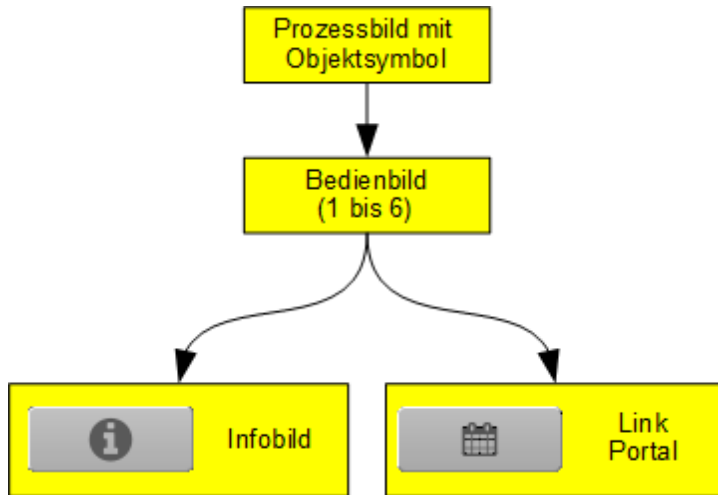 Prozessbild mit
Objektsymbol
Bedienbild
(1 bis 6)
Infobild
Link
Portal